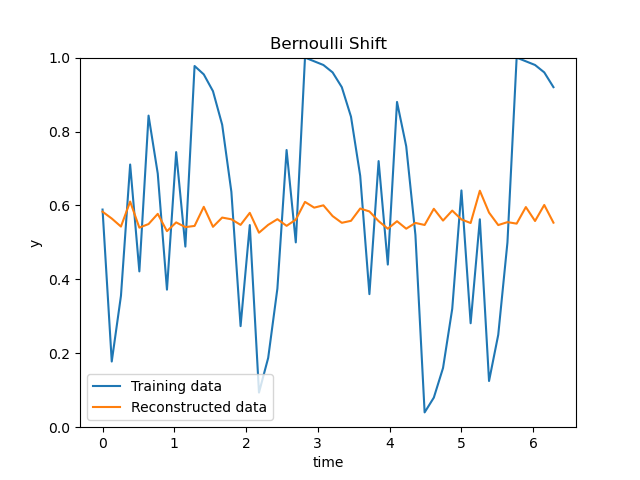 Bernoulli Shift
1.0
0.8
0.6
0.4
0.2
0.0
y
Training data
Reconstructed data
0 1 2 3 4 5 6
time